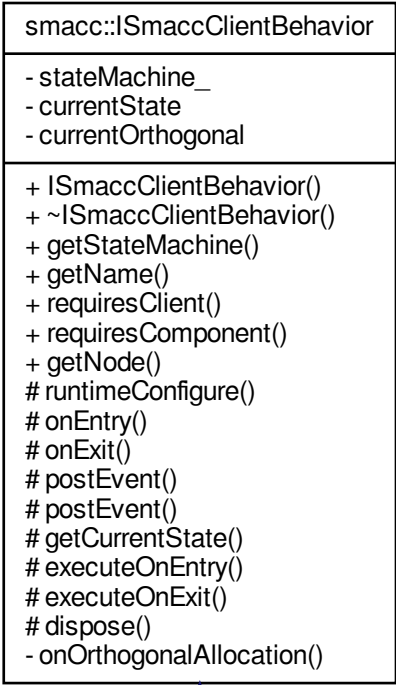 smacc::ISmaccClientBehavior
- stateMachine_
- currentState
- currentOrthogonal
+ ISmaccClientBehavior()
+ ~ISmaccClientBehavior()
+ getStateMachine()
+ getName()
+ requiresClient()
+ requiresComponent()
+ getNode()
# runtimeConfigure()
# onEntry()
# onExit()
# postEvent()
# postEvent()
# getCurrentState()
# executeOnEntry()
# executeOnExit()
# dispose()
- onOrthogonalAllocation()